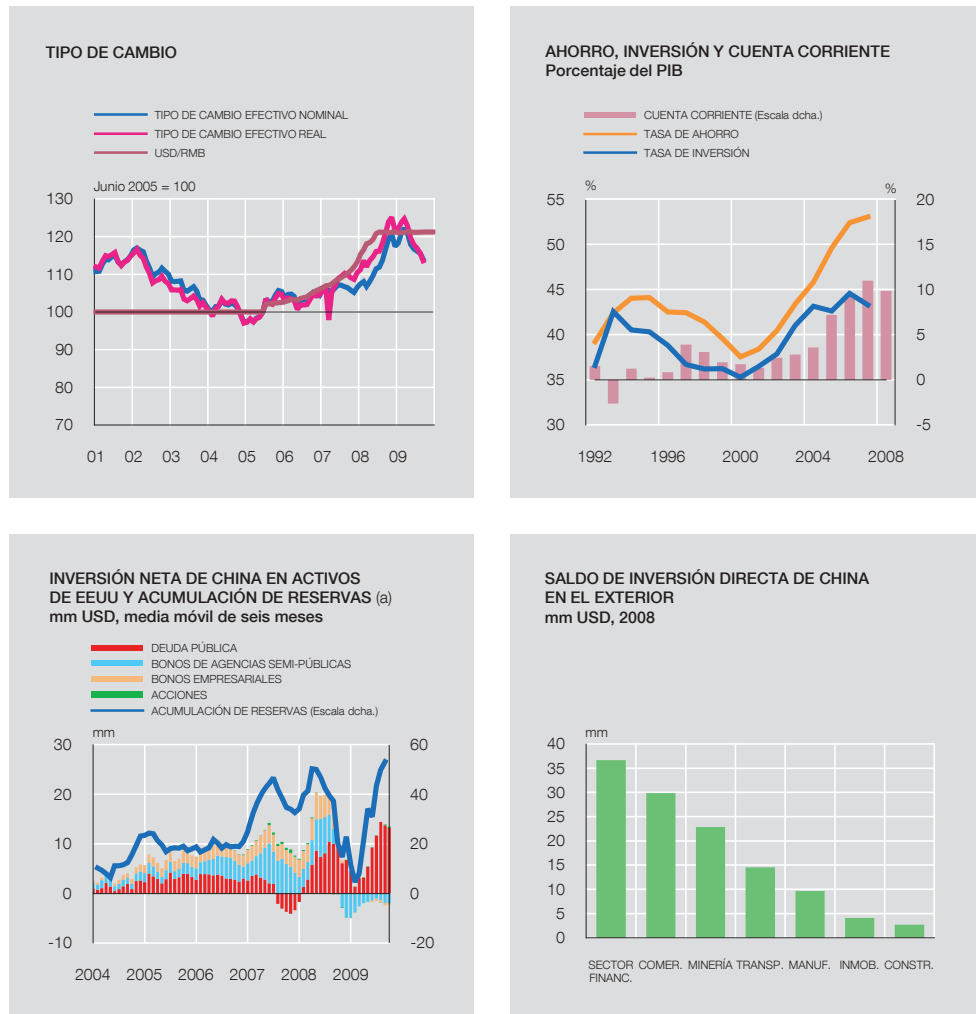 TIPO DE CAMBIO
TIPO DE CAMBIO EFECTIVO NOMINAL
TIPO DE CAMBIO EFECTIVO REAL
USD/RMB
Junio 2005 = 100
130
120
110
100
90
80
70
01 02 03 04 05 06 07 08 09
AHORRO, INVERSIÓN Y CUENTA CORRIENTE
Porcentaje del PIB
CUENTA CORRIENTE (Escala dcha.)
TASA DE AHORRO
TASA DE INVERSIÓN
% %
55 20
50 15
45 10
40 5
35 0
30 -5
1992 1996 2000 2004 2008
INVERSIÓN NETA DE CHINA EN ACTIVOS
DE EEUU Y ACUMULACIÓN DE RESERVAS (a)
mm USD, media móvil de seis meses
DEUDA PÚBLICA
BONOS DE AGENCIAS SEMI-PÚBLICAS
BONOS EMPRESARIALES
ACCIONES
ACUMULACIÓN DE RESERVAS (Escala dcha.)
mm
30 60
20 40
10 20
0 0
-10 -20
2004 2005 2006 2007 2008 2009
SALDO DE INVERSIÓN DIRECTA DE CHINA
EN EL EXTERIOR
mm USD, 2008
mm
40
35
30
25
20
15
10
5
0
SECTOR COMER. MINERÍA TRANSP. MANUF. INMOB. CONSTR.
FINANC.